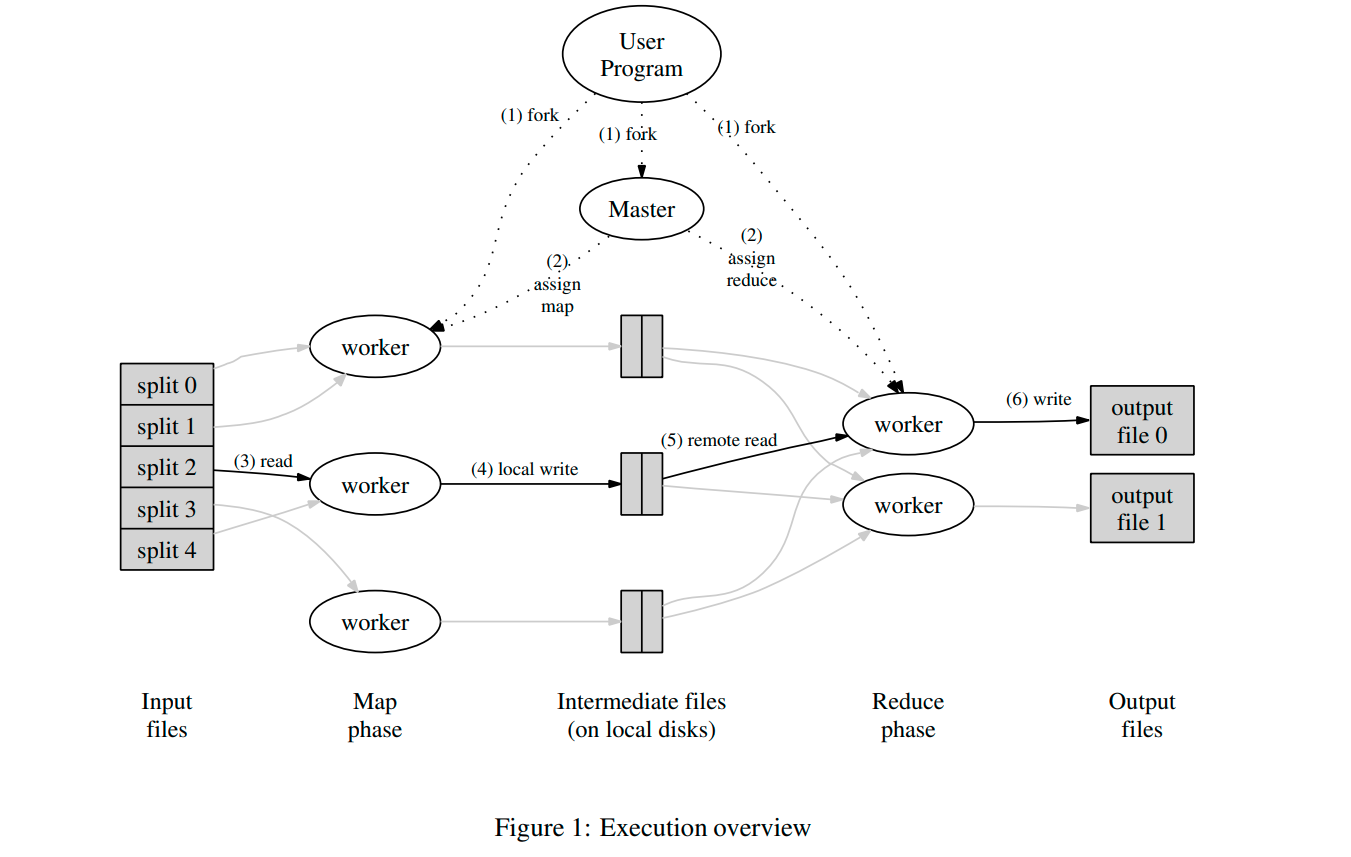 User
Program
(1) fork
(1) fork
(1) fork
Master
(2)
assign
map
(2)
assign
reduce
worker
split 0
split 1
split 2
split 3
split 4
(3) read
worker
(4) local write
worker
(5) remote read
worker
(6) write
output
file 0
worker
output
file 1
Input
files
Map
phase
Intermediate files
(on local disks)
Reduce
phase
Output
files
Figure 1: Execution overview